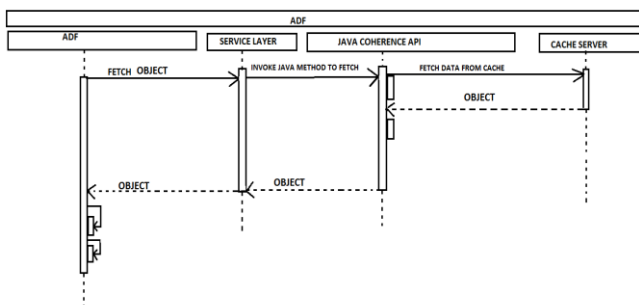 ADF
ADF
SERVICE LAYER
JAVA COHERENCE API
CACHE SERVER
FETCH OBJECT
INVOKE JAVA METHOD TO FETCH
FETCH DATA FROM CACHE
OBJECT
OBJECT
OBJECT